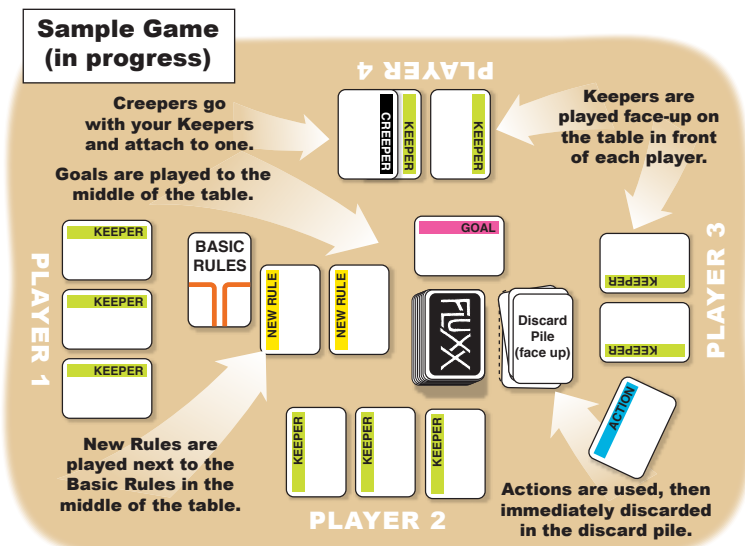 Sample Game
(in progress)
PLAYER 4
Creepers go
with your Keepers
and attach to one.
CREEPER
KEEPER
KEEPER
Keepers are
played face-up on
the table in front
of each player.
Goals are played to the
middle of the table.
GOAL
PLAYER 1
KEEPER
KEEPER
KEEPER
BASIC
RULES
NEW RULE
NEW RULE
FLUXX
Discard
Pile
(face up)
KEEPER
KEEPER
PLAYER 3
ACTION
New Rules are
played next to the
Basic Rules in the
middle of the table.
KEEPER
KEEPER
KEEPER
PLAYER 2
Actions are used, then
immediately discarded
in the discard pile.